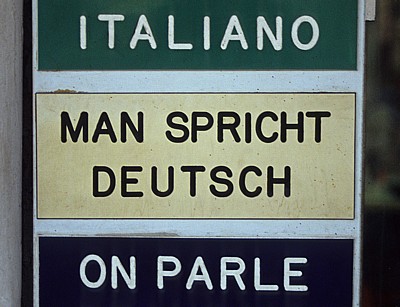 ITALIANO
MAN SPRICHT
DEUTSCH
ON PARLE